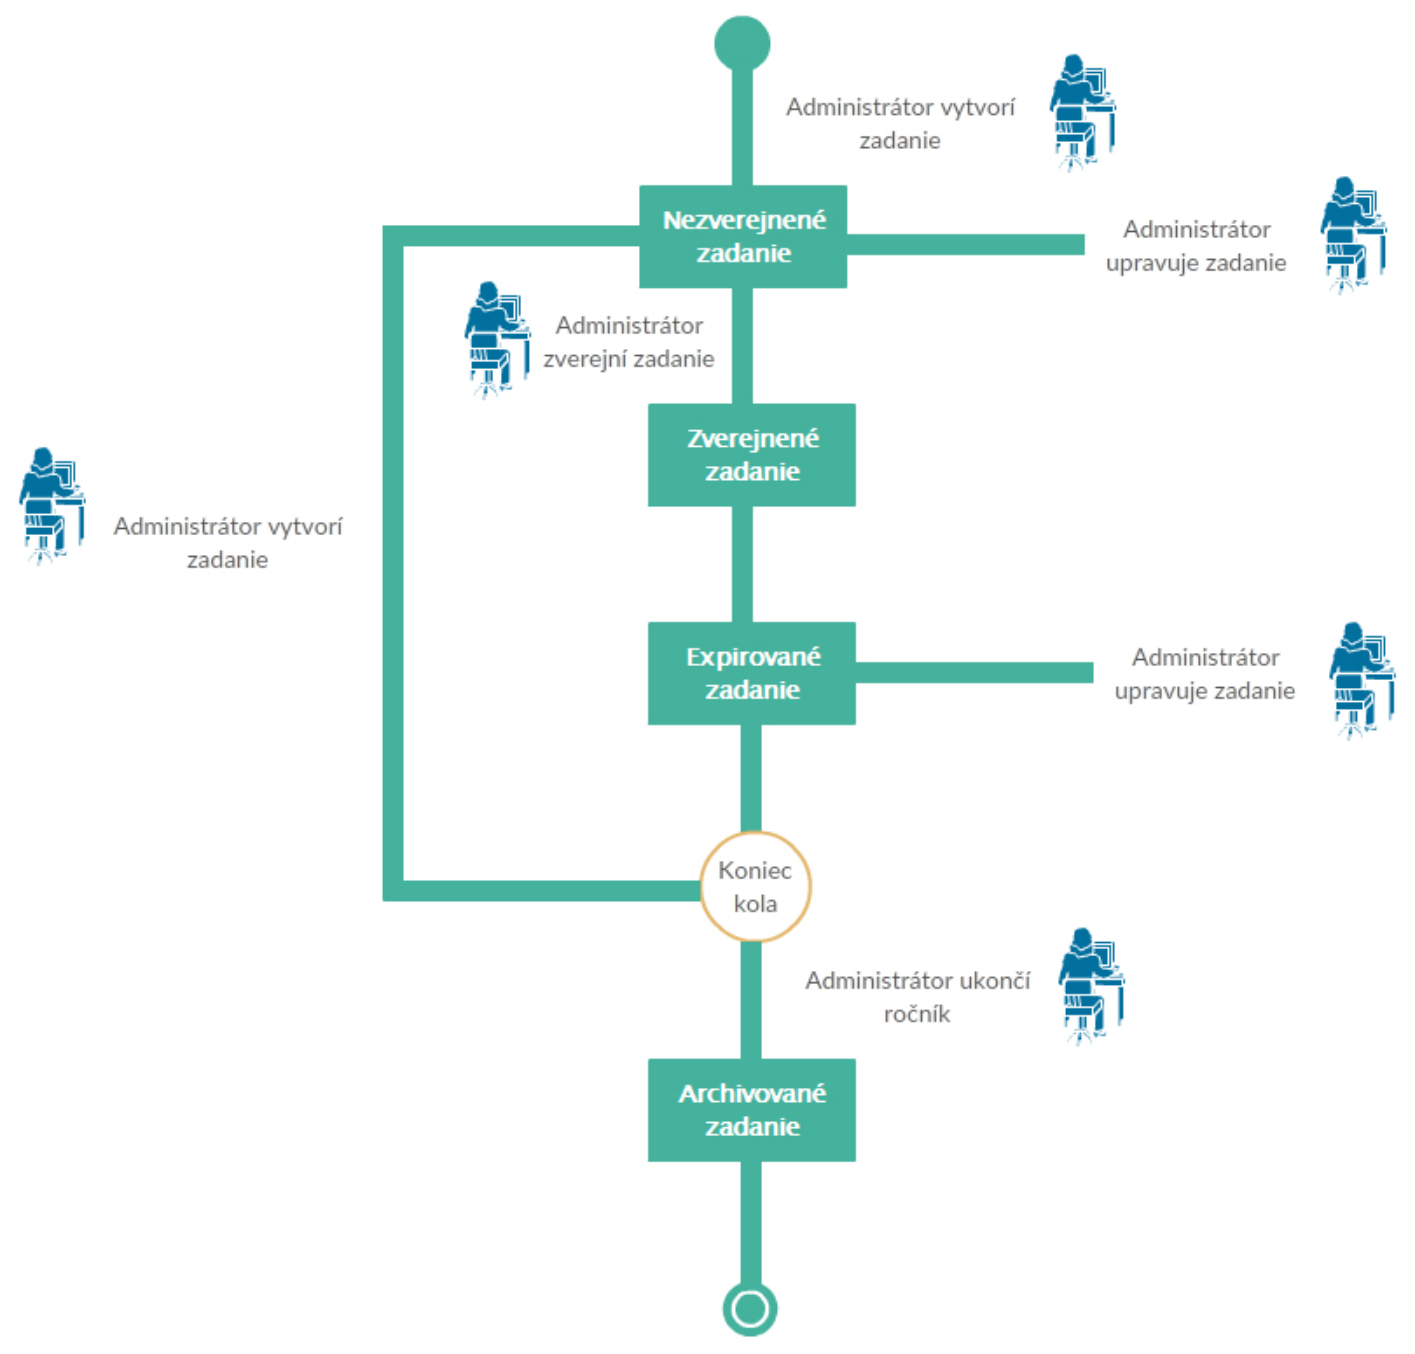 Administrátor vytvorí
zadanie
Nezverejnené
zadanie
Administrátor
upravuje zadanie
Administrátor
zverejní zadanie
Zverejnené
zadanie
Administrátor vytvorí
zadanie
Expirované
zadanie
Administrátor
upravuje zadanie
Koniec
kola
Administrátor ukončí
ročník
Archivované
zadanie